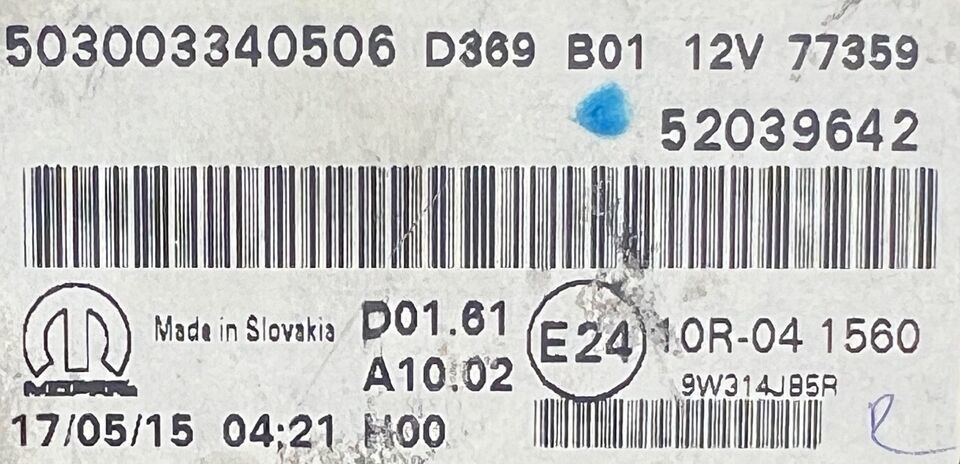 503003340506 D369 B01 12V 77359
52039642
MOPAR
Made in Slovakia
D01.61
A10.02
E24
10R-04 1560
9W314JB5R
17/05/15 04:21 H00